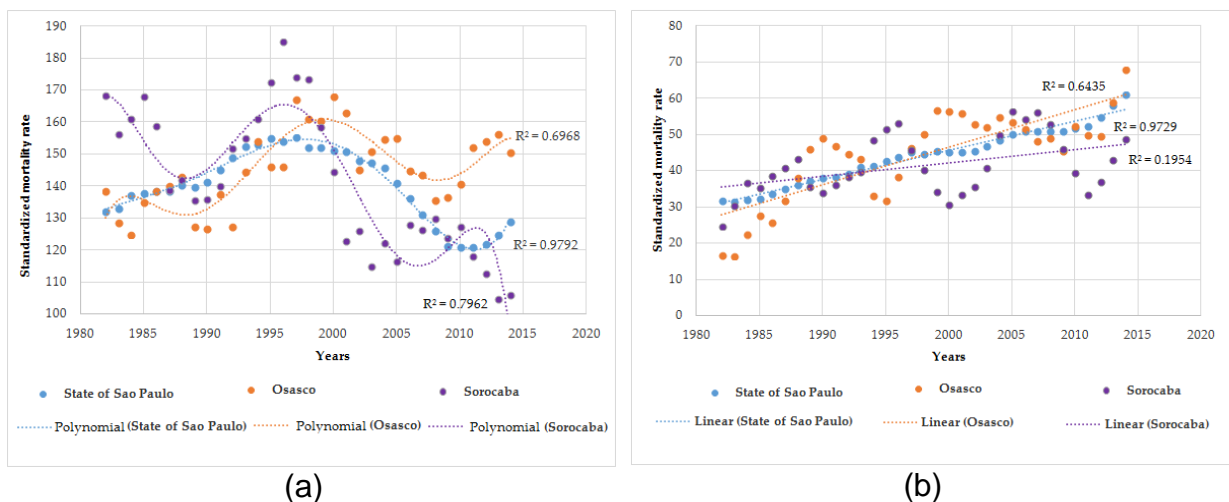 190
180
170
160
150
140
130
120
110
100
Standardized mortality rate
R² = 0.6968
R² = 0.9792
R² = 0.7962
1980 1985 1990 1995 2000 2005 2010 2015 2020
Years
State of Sao Paulo Osasco Sorocaba
Polynomial (State of Sao Paulo) Polynomial (Osasco) Polynomial (Sorocaba)
(a)
80
70
60
50
40
30
20
10
0
Standardized mortality rate
R² = 0.6435
R² = 0.9729
R² = 0.1954
1980 1985 1990 1995 2000 2005 2010 2015 2020
Years
State of Sao Paulo Osasco Sorocaba
Linear (State of Sao Paulo) Linear (Osasco) Linear (Sorocaba)
(b)